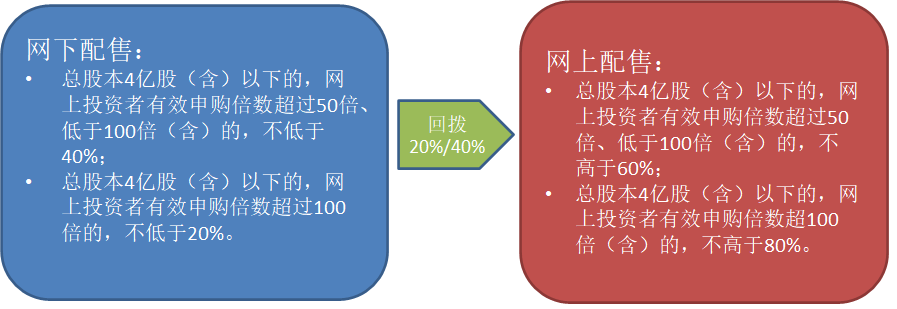 网下配售：
• 总股本4亿股（含）以下的，网
上投资者有效申购倍数超过50倍、
低于100倍（含）的，不低于
40%；
• 总股本4亿股（含）以下的，网
上投资者有效申购倍数超过100
倍的，不低于20%。
回拨
20%/40%
网上配售：
• 总股本4亿股（含）以下的，网
上投资者有效申购倍数超过50
倍、低于100倍（含）的，不
高于60%；
• 总股本4亿股（含）以下的，网
上投资者有效申购倍数超100
倍（含）的，不高于80%。